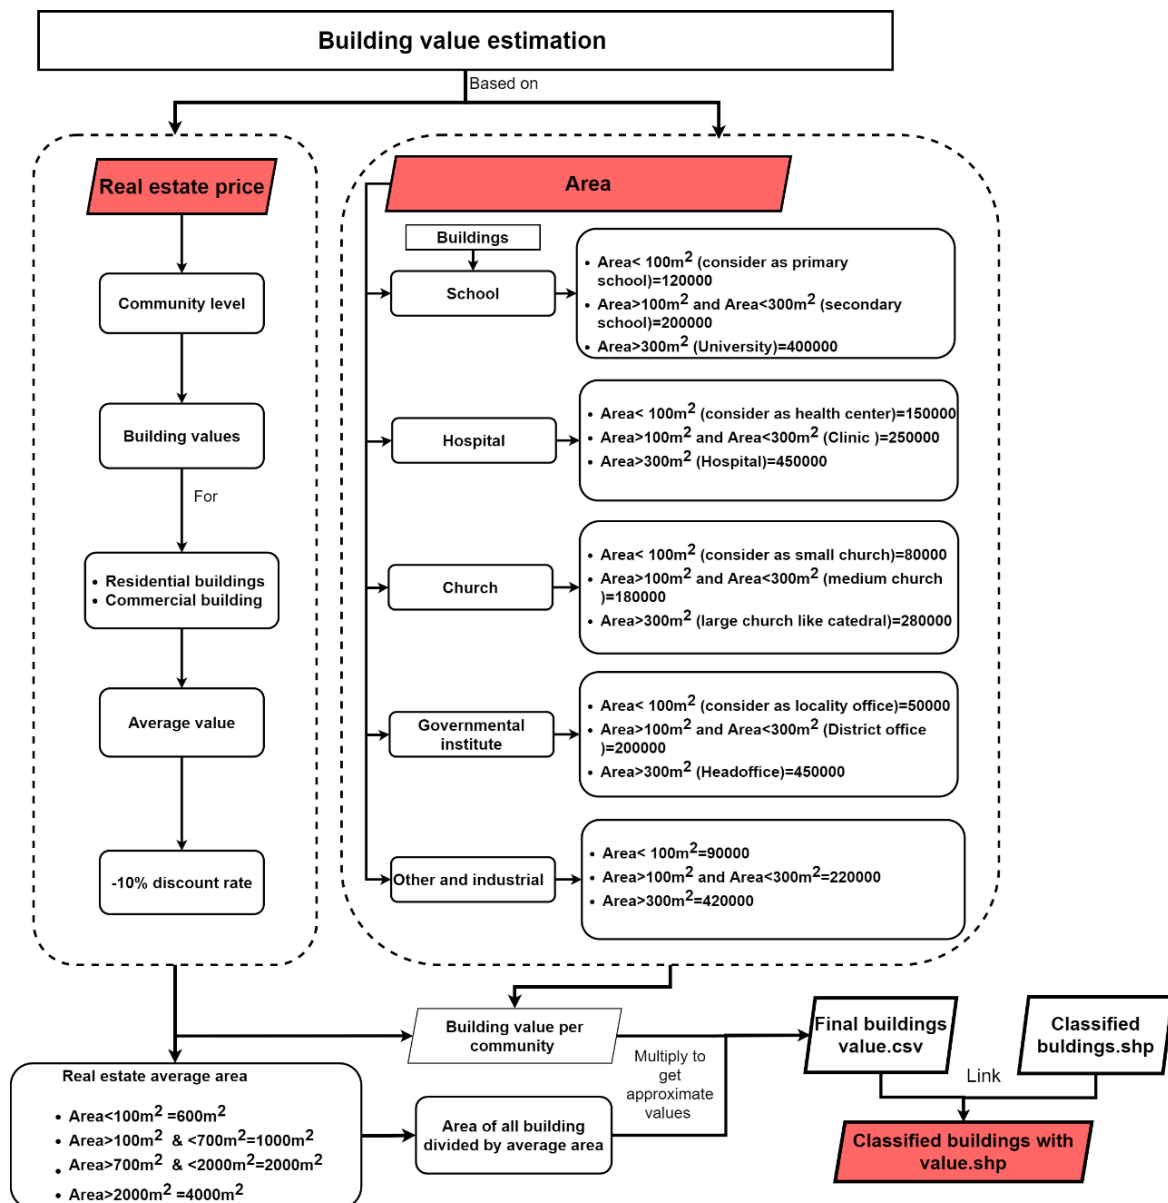 Building value estimation
Based on
Real estate price
Community level
Building values
For
Residential buildings
Commercial building
Average value
-10% discount rate
Area
Buildings
School
Area< 100m² (consider as primary
school)=120000
Area>100m² and Area<300m² (secondary
school)=200000
Area>300m² (University)=400000
Hospital
Area< 100m² (consider as health center)=150000
Area>100m² and Area<300m² (Clinic )=250000
Area>300m² (Hospital)=450000
Church
Area< 100m² (consider as small church)=80000
Area>100m² and Area<300m² (medium church
)=180000
Area>300m² (large church like catedral)=280000
Governmental
institute
Area< 100m² (consider as locality office)=50000
Area>100m² and Area<300m² (District office
)=200000
Area>300m² (Headoffice)=450000
Other and industrial
Area< 100m²=90000
Area>100m² and Area<300m²=220000
Area>300m²=420000
Building value per
community
Multiply to
get
approximate
values
Final buildings
value.csv
Classified
buldings.shp
Link
Real estate average area
Area<100m² =600m²
Area>100m² & <700m²=1000m²
Area>700m² & <2000m²=2000m²
Area>2000m² =4000m²
Area of all building
divided by average area
Classified buildings with
value.shp